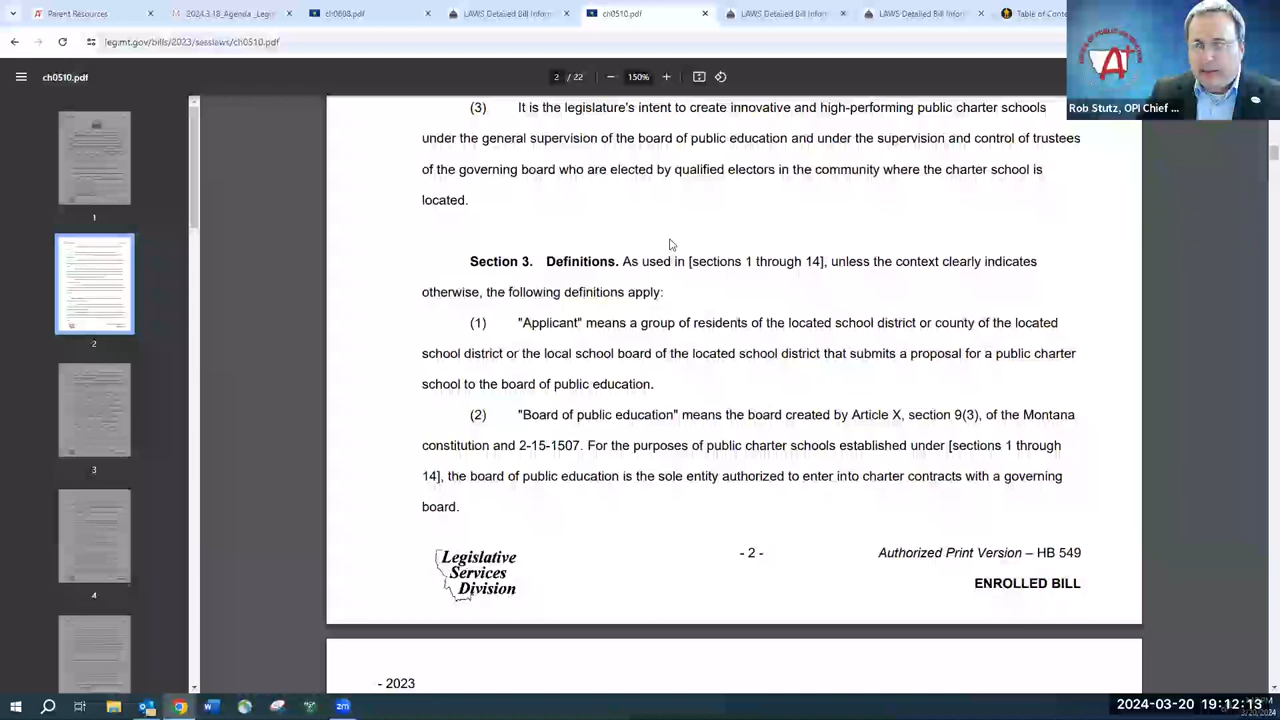 Parent Resources
2024.3.18_Agenda_Legis
ch0608.pdf
LAWS Detailed Bill Inform
ch0510.pdf
LAWS Detailed Bill Inform
LAWS Detailed Bill Inform
Table of Conte
leg.mt.gov/bills/2023/sesslaws/ch0510.pdf
ch0510.pdf
2 / 22
150%
A+
Rob Stutz, OPI Chief ...
(3) It is the legislature's intent to create innovative and high-performing public charter schools
under the general supervision of the board of public education and under the supervision and control of trustees
of the governing board who are elected by qualified electors in the community where the charter school is
located.
Section 3. Definitions. As used in [sections 1 through 14], unless the context clearly indicates
otherwise, the following definitions apply:
(1) "Applicant" means a group of residents of the located school district or county of the located
school district or the local school board of the located school district that submits a proposal for a public charter
school to the board of public education.
(2) "Board of public education" means the board created by Article X, section 9(3), of the Montana
constitution and 2-15-1507. For the purposes of public charter schools established under [sections 1 through
14], the board of public education is the sole entity authorized to enter into charter contracts with a governing
board.
Legislative
Services
Division
- 2 -
Authorized Print Version – HB 549
ENROLLED BILL
- 2023
1
2
3
4
zm
2024-03-20 19:12:13